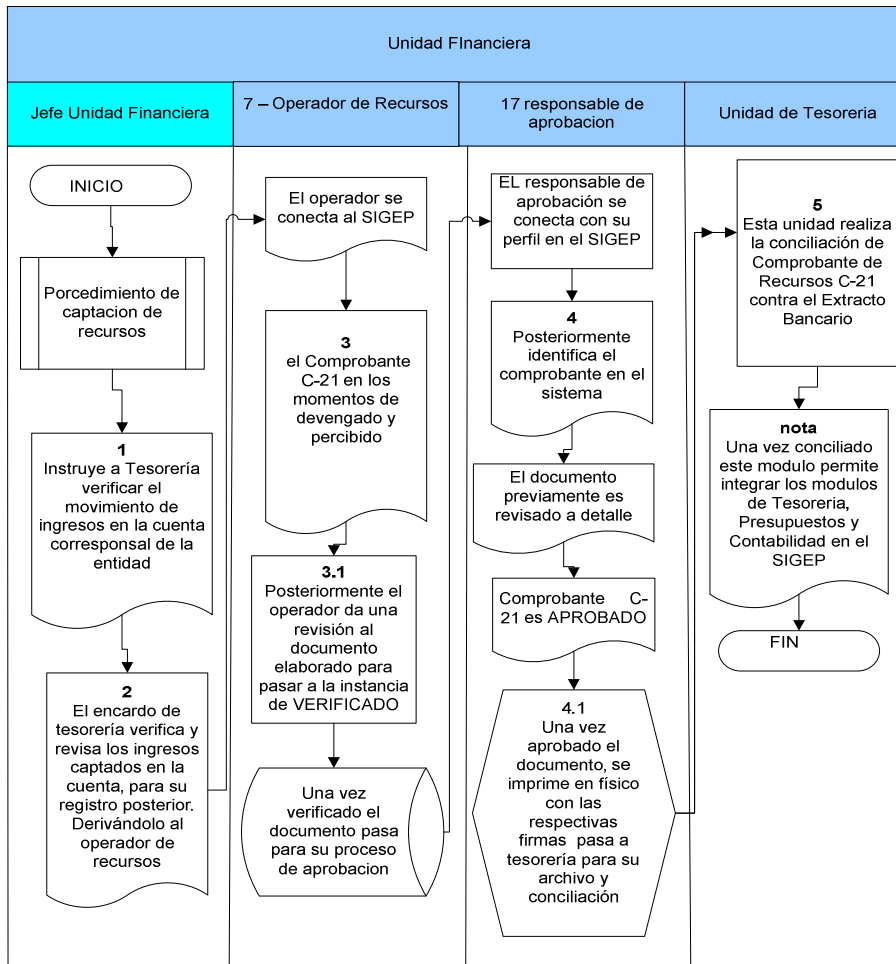 Unidad FInanciera
Jefe Unidad Financiera
7 – Operador de Recursos
17 responsable de
aprobacion
Unidad de Tesoreria
INICIO
Porcedimiento de
captacion de
recursos
1
Instruye a Tesorería
verificar el
movimiento de
ingresos en la cuenta
corresponsal de la
entidad
2
El encardo de
tesorería verifica y
revisa los ingresos
captados en la
cuenta, para su
registro posterior.
Derivándolo al
operador de
recursos
El operador se
conecta al SIGEP
3
el Comprobante
C-21 en los
momentos de
devengado y
percibido
3.1
Posteriormente el
operador da una
revisión al
documento
elaborado para
pasar a la instancia
de VERIFICADO
Una vez
verificado el
documento pasa
para su proceso
de aprobacion
EL responsable de
aprobación se
conecta con su
perfil en el SIGEP
4
Posteriormente
identifica el
comprobante en el
sistema
El documento
previamente es
revisado a detalle
Comprobante C-
21 es APROBADO
4.1
Una vez
aprobado el
documento, se
imprime en físico
con las
respectivas
firmas pasa a
tesorería para su
archivo y
conciliación
5
Esta unidad realiza
la conciliación de
Comprobante de
Recursos C-21
contra el Extracto
Bancario
nota
Una vez conciliado
este modulo permite
integrar los modulos
de Tesoreria,
Presupuestos y
Contabilidad en el
SIGEP
FIN